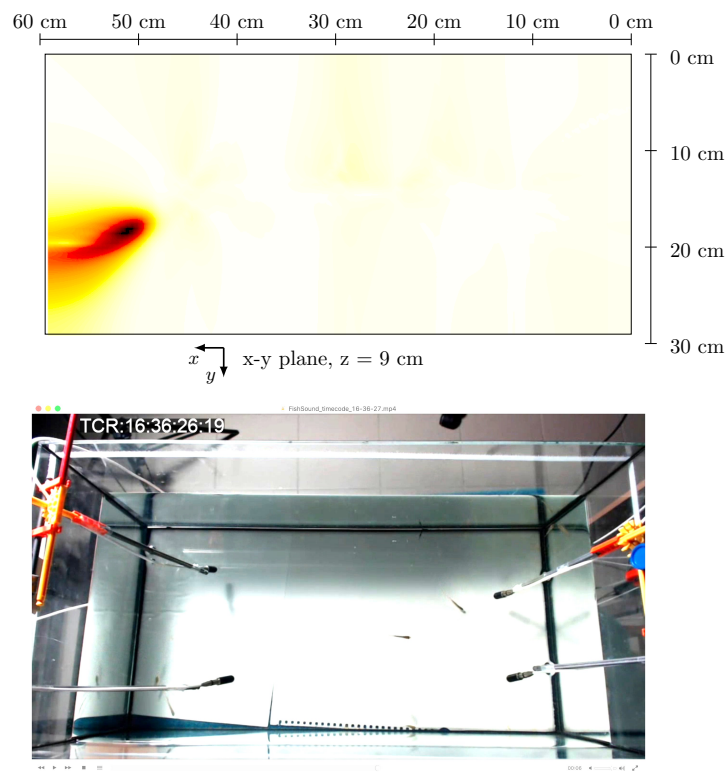 60 cm 50 cm 40 cm 30 cm 20 cm 10 cm 0 cm
0 cm
10 cm
20 cm
30 cm
x
y
x-y plane, z = 9 cm
FishSound_timecode_16-36-27.mp4
TCR:16:36:26:19